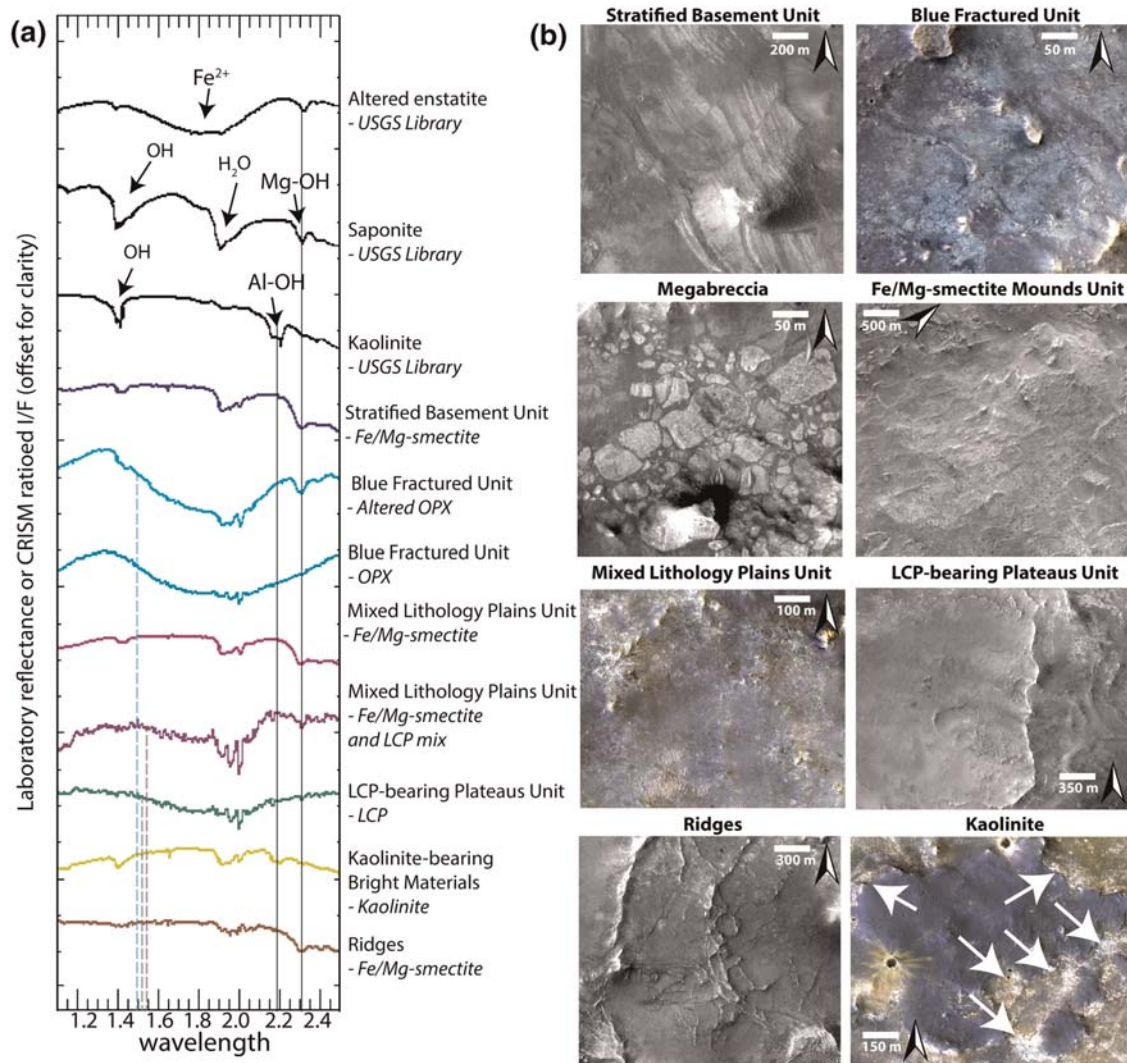 (a)
Laboratory reflectance or CRISM ratioed I/F (offset for clarity)
Fe2+
OH
H2O
Mg-OH
OH
Al-OH
Altered enstatite
- USGS Library
Saponite
- USGS Library
Kaolinite
- USGS Library
Stratified Basement Unit
- Fe/Mg-smectite
Blue Fractured Unit
- Altered OPX
Blue Fractured Unit
- OPX
Mixed Lithology Plains Unit
- Fe/Mg-smectite
Mixed Lithology Plains Unit
- Fe/Mg-smectite
and LCP mix
LCP-bearing Plateaus Unit
- LCP
Kaolinite-bearing
Bright Materials
- Kaolinite
Ridges
- Fe/Mg-smectite
1.2 1.4 1.6 1.8 2.0 2.2 2.4
wavelength
(b)
Stratified Basement Unit
200 m
Blue Fractured Unit
50 m
Megabreccia
50 m
Fe/Mg-smectite Mounds Unit
500 m
Mixed Lithology Plains Unit
100 m
LCP-bearing Plateaus Unit
350 m
Ridges
300 m
Kaolinite
150 m